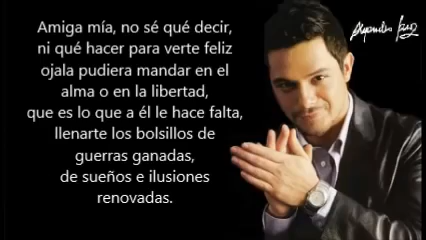 Amiga mía, no sé qué decir,
ni qué hacer para verte feliz
ojala pudiera mandar en el
alma o en la libertad,
que es lo que a él le hace falta,
llenarte los bolsillos de
guerras ganadas,
de sueños e ilusiones
renovadas.